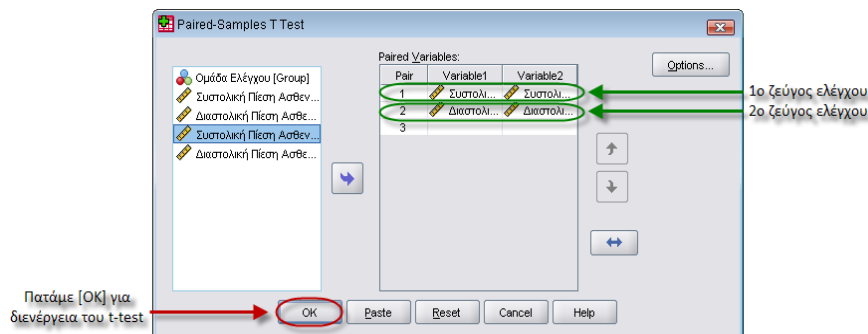 Paired-Samples T Test
Paired Variables:
Options...
Ομάδα Ελέγχου [Group]
Συστολική Πίεση Ασθεν...
Διαστολική Πίεση Ασθε...
Συστολική Πίεση Ασθεν...
Διαστολική Πίεση Ασθε...
Pair Variable1 Variable2
1 Συστολι... Συστολι...
2 Διαστολι... Διαστολι...
3
1ο ζεύγος ελέγχου
2ο ζεύγος ελέγχου
Πατάμε [OK] για
διενέργεια του t-test
OK Paste Reset Cancel Help